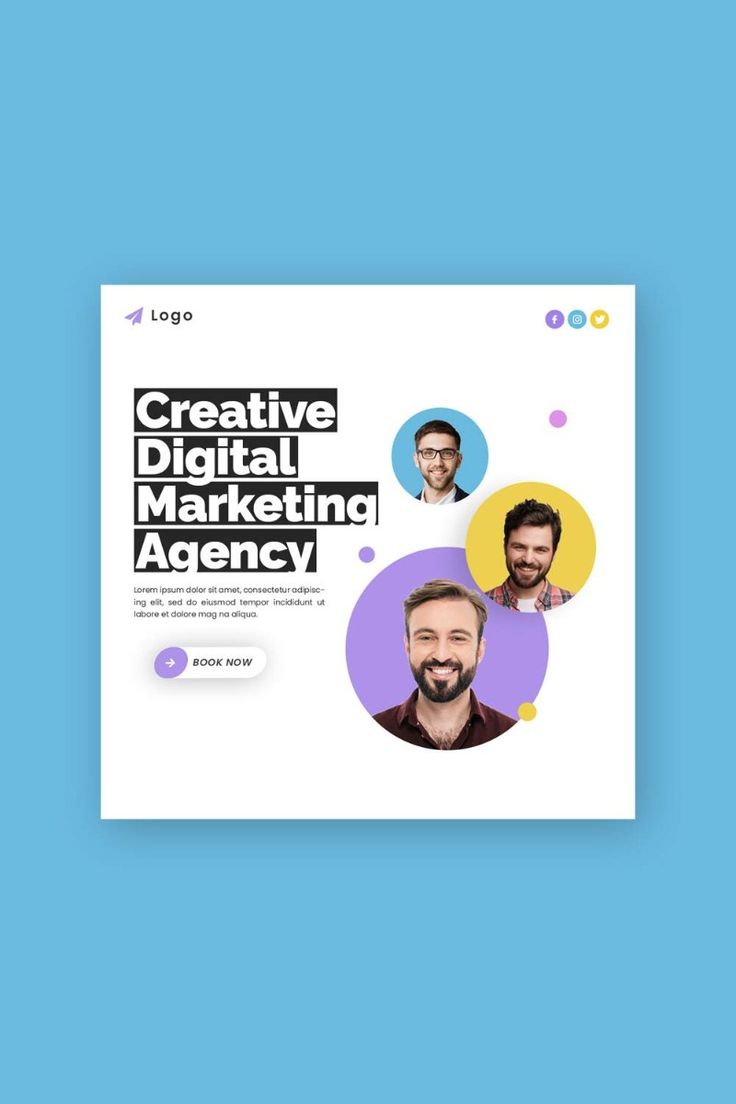 Logo
Creative
Digital
Marketing
Agency
Lorem ipsum dolor sit amet, consectetur adipisc-
ing elit, sed do eiusmod tempor incididunt ut
labore et dolore mag na aliqua.
BOOK NOW